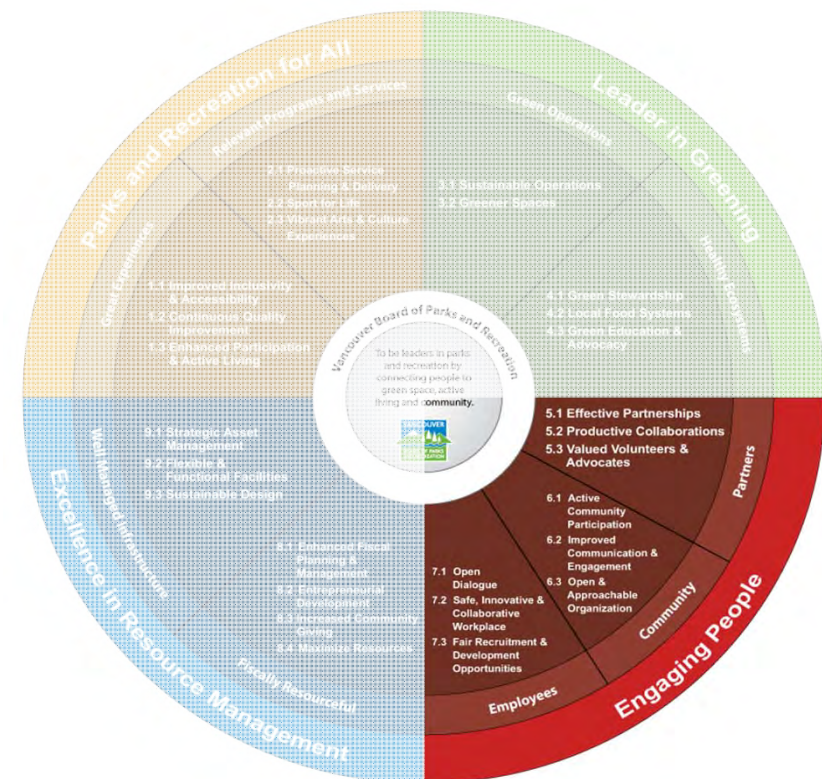 Parks and Recreation for All
Relevant Programs and Services
2.1 Proactive Service
Planning & Delivery
2.2 Sport for Life
2.3 Vibrant Arts & Culture
Experiences
Great Experiences
1.1 Improved Inclusivity
& Accessibility
1.2 Continuous Quality
Improvement
1.3 Enhanced Participation
& Active Living
Leader in Greening
Green Operations
3.1 Sustainable Operations
3.2 Greener Spaces
Healthy Ecosystems
4.1 Green Stewardship
4.2 Local Food Systems
4.3 Green Education &
Advocacy
Vancouver Board of Parks and Recreation
To be leaders in parks
and recreation by
connecting people to
green space, active
living and community.
VANCOUVER
BOARD OF PARKS
AND RECREATION
Engaging People
Partners
5.1 Effective Partnerships
5.2 Productive Collaborations
5.3 Valued Volunteers &
Advocates
Community
6.1 Active
Community
Participation
6.2 Improved
Communication &
Engagement
6.3 Open &
Approachable
Organization
Employees
7.1 Open
Dialogue
7.2 Safe, Innovative &
Collaborative
Workplace
7.3 Fair Recruitment &
Development
Opportunities
Excellence in Resource Management
Fiscally Resourceful
8.1 Enhanced Fiscal
Planning &
Management
8.2 Entrepreneurial
Development
8.3 Increased Community
Giving
8.4 Maximize Resources
Well-Managed Infrastructure
9.1 Strategic Asset
Management
9.2 Flexible &
Functional Facilities
9.3 Sustainable Design